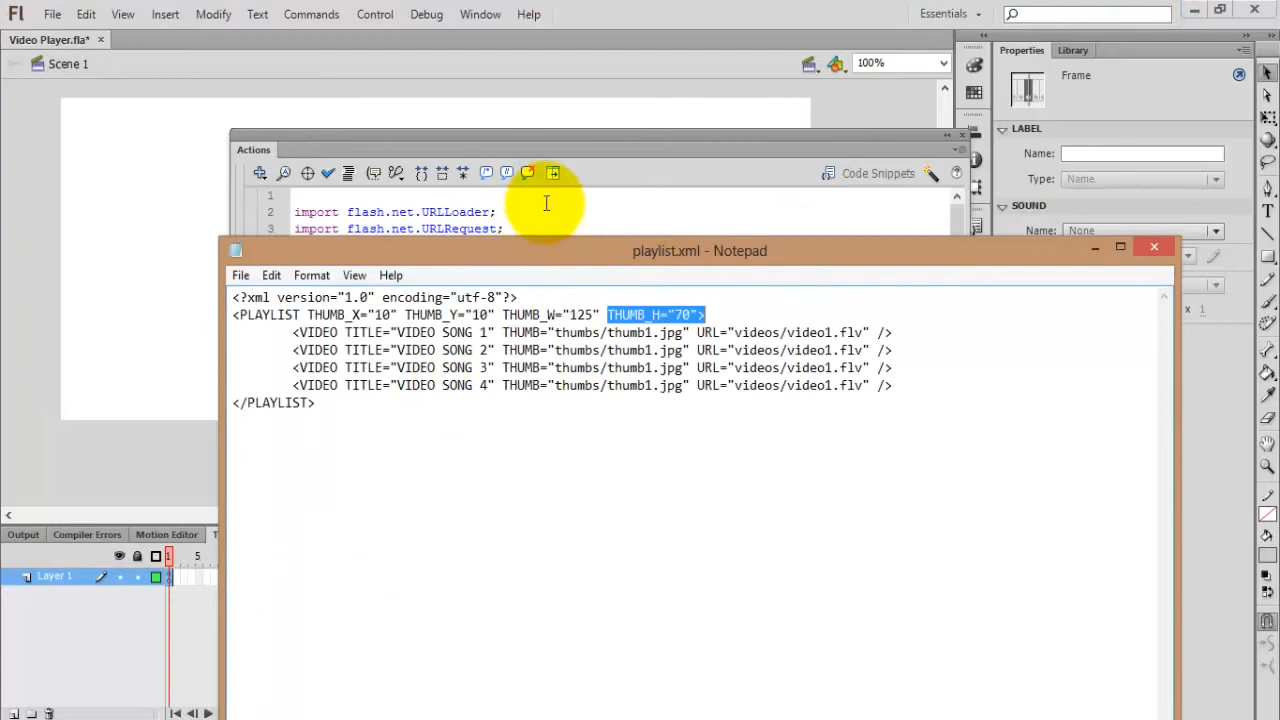 Fl File Edit View Insert Modify Text Commands Control Debug Window Help Essentials
Video Player.fla* ×
Scene 1 100%
Properties Library
Frame
LABEL
Name:
Type: Name
SOUND
Name: None
x 1
Actions
Code Snippets
1
2 import flash.net.URLLoader;
3 import flash.net.URLRequest;
playlist.xml - Notepad
File Edit Format View Help
<?xml version="1.0" encoding="utf-8"?>
<PLAYLIST THUMB_X="10" THUMB_Y="10" THUMB_W="125" THUMB_H="70">
<VIDEO TITLE="VIDEO SONG 1" THUMB="thumbs/thumb1.jpg" URL="videos/video1.flv" />
<VIDEO TITLE="VIDEO SONG 2" THUMB="thumbs/thumb1.jpg" URL="videos/video1.flv" />
<VIDEO TITLE="VIDEO SONG 3" THUMB="thumbs/thumb1.jpg" URL="videos/video1.flv" />
<VIDEO TITLE="VIDEO SONG 4" THUMB="thumbs/thumb1.jpg" URL="videos/video1.flv" />
</PLAYLIST>
Output Compiler Errors Motion Editor T
1 5
Layer 1